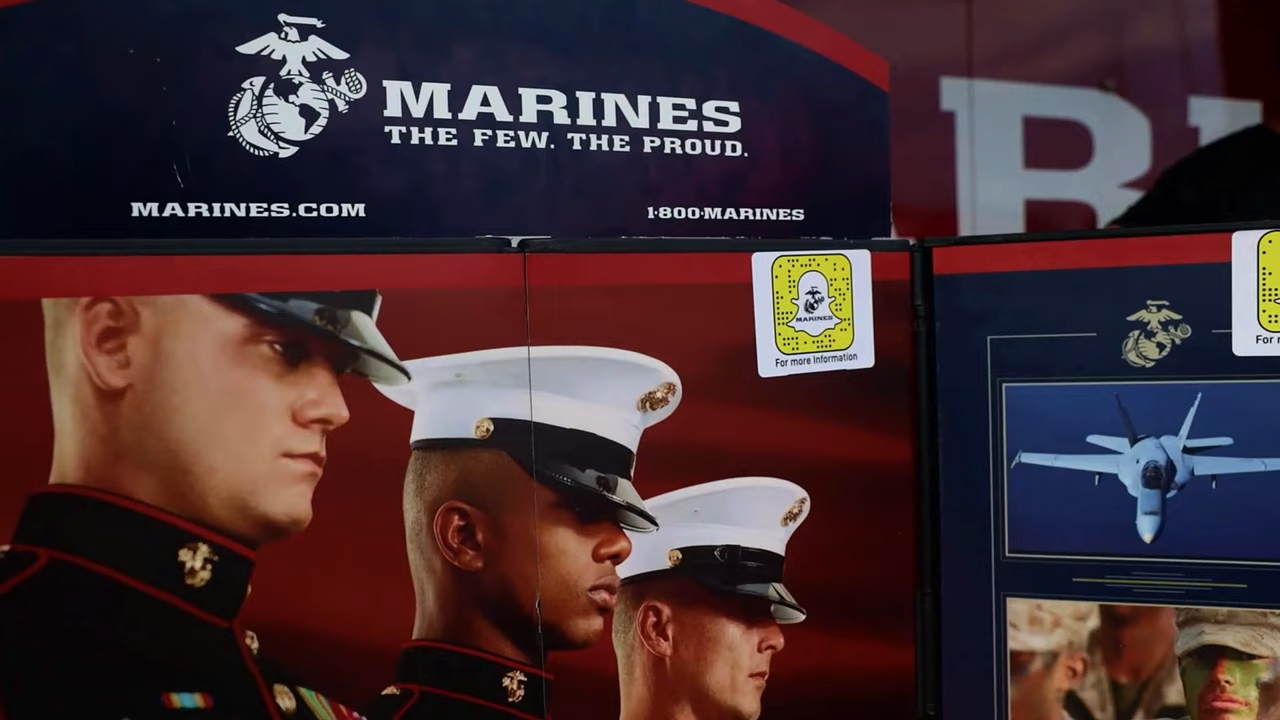 MARINES
THE FEW. THE PROUD.
MARINES.COM
1·800·MARINES
MARINES
For more Information